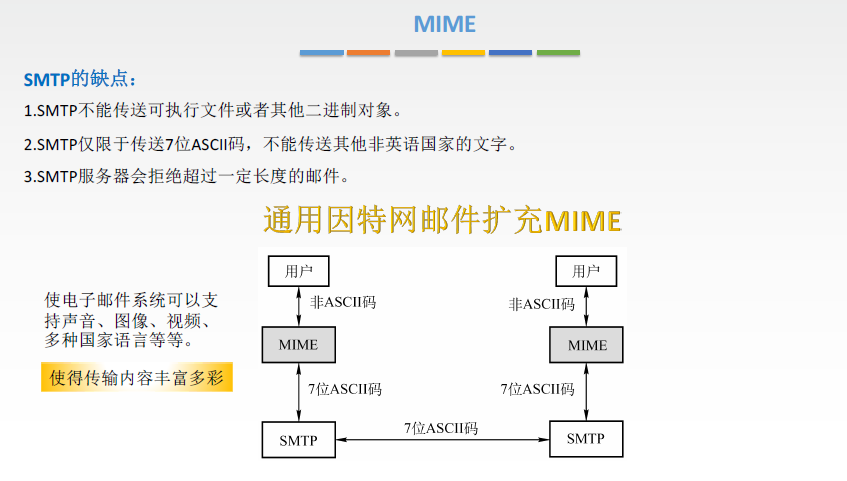 MIME
SMTP的缺点：
1.SMTP不能传送可执行文件或者其他二进制对象。
2.SMTP仅限于传送7位ASCII码，不能传送其他非英语国家的文字。
3.SMTP服务器会拒绝超过一定长度的邮件。
通用因特网邮件扩充MIME
使电子邮件系统可以支
持声音、图像、视频、
多种国家语言等等。
使得传输内容丰富多彩
用户
用户
非ASCII码
非ASCII码
MIME
MIME
7位ASCII码
7位ASCII码
7位ASCII码
SMTP
SMTP